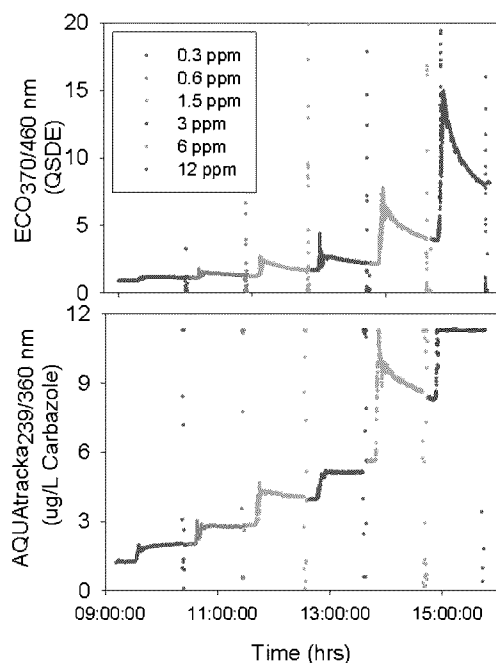 20
15
10
5
0
ECO370/460 nm
(QSDE)
0.3 ppm
0.6 ppm
1.5 ppm
3 ppm
6 ppm
12 ppm
12
9
6
3
0
AQUAtracka239/360 nm
(ug/L Carbazole)
09:00:00 11:00:00 13:00:00 15:00:00
Time (hrs)